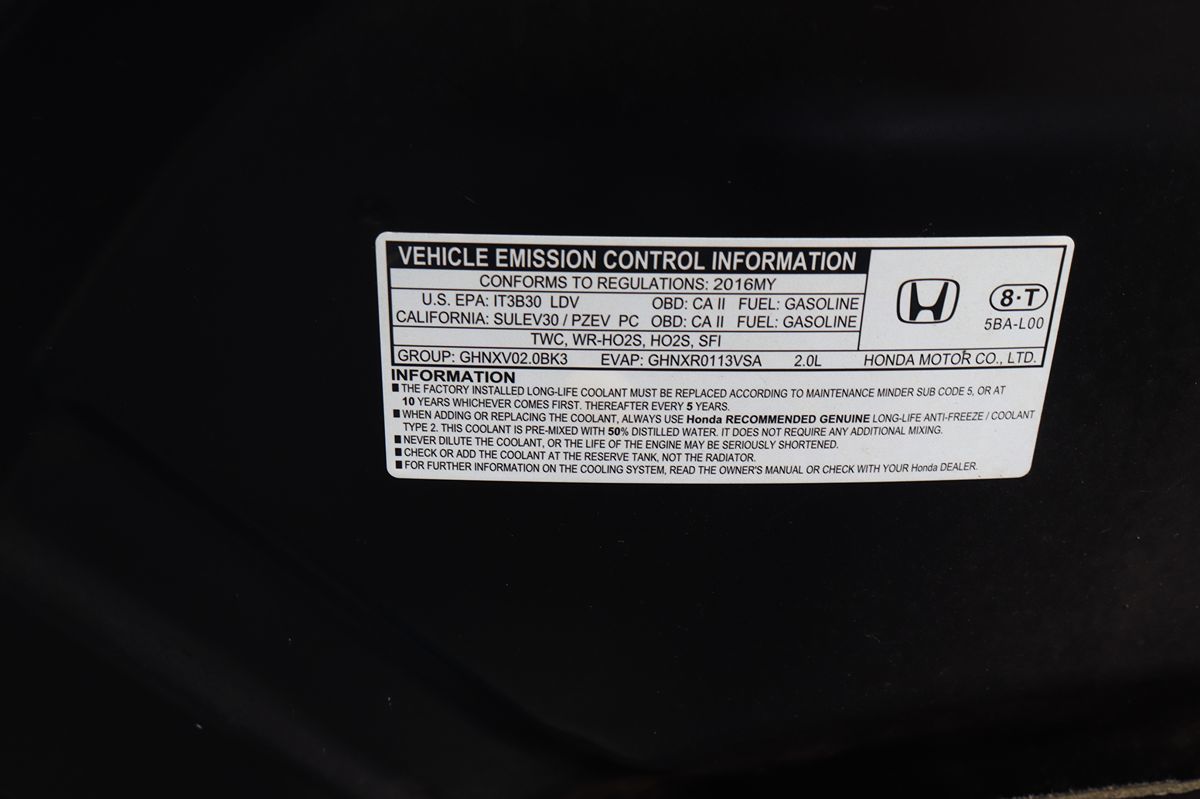 VEHICLE EMISSION CONTROL INFORMATION
CONFORMS TO REGULATIONS: 2016MY
U.S. EPA: IT3B30 LDV OBD: CA II FUEL: GASOLINE
CALIFORNIA: SULEV30 / PZEV PC OBD: CA II FUEL: GASOLINE
TWC, WR-HO2S, HO2S, SFI
8·T
5BA-L00
GROUP: GHNXV02.0BK3 EVAP: GHNXR0113VSA 2.0L HONDA MOTOR CO., LTD.
INFORMATION
■THE FACTORY INSTALLED LONG-LIFE COOLANT MUST BE REPLACED ACCORDING TO MAINTENANCE MINDER SUB CODE 5, OR AT
10 YEARS WHICHEVER COMES FIRST. THEREAFTER EVERY 5 YEARS.
■WHEN ADDING OR REPLACING THE COOLANT, ALWAYS USE Honda RECOMMENDED GENUINE LONG-LIFE ANTI-FREEZE / COOLANT
TYPE 2. THIS COOLANT IS PRE-MIXED WITH 50% DISTILLED WATER. IT DOES NOT REQUIRE ANY ADDITIONAL MIXING.
■NEVER DILUTE THE COOLANT, OR THE LIFE OF THE ENGINE MAY BE SERIOUSLY SHORTENED.
■CHECK OR ADD THE COOLANT AT THE RESERVE TANK, NOT THE RADIATOR.
■FOR FURTHER INFORMATION ON THE COOLING SYSTEM, READ THE OWNER'S MANUAL OR CHECK WITH YOUR Honda DEALER.